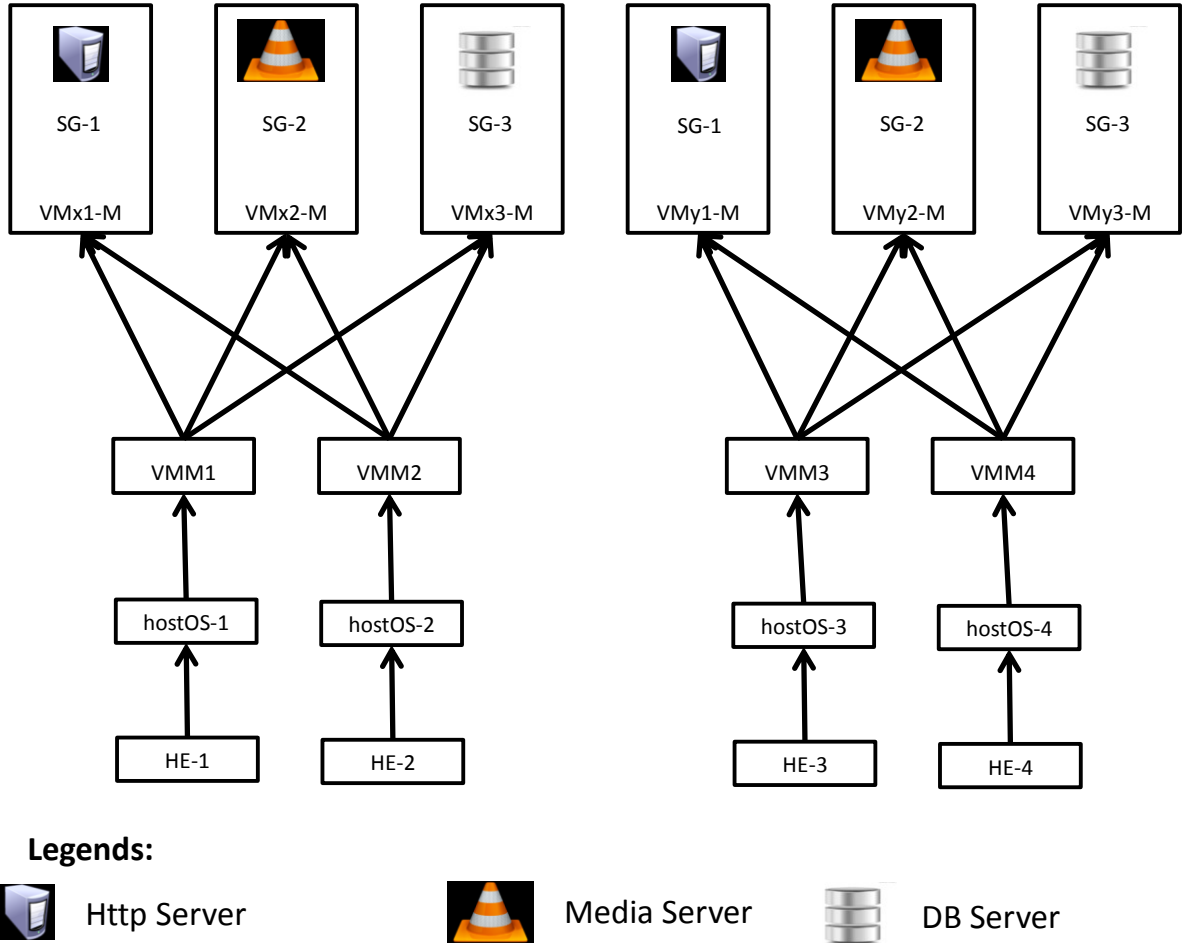 SG-1
SG-2
SG-3
SG-1
SG-2
SG-3
VMx1-M
VMx2-M
VMx3-M
VMy1-M
VMy2-M
VMy3-M
VMM1
VMM2
VMM3
VMM4
hostOS-1
hostOS-2
hostOS-3
hostOS-4
HE-1
HE-2
HE-3
HE-4
Legends:
Http Server
Media Server
DB Server